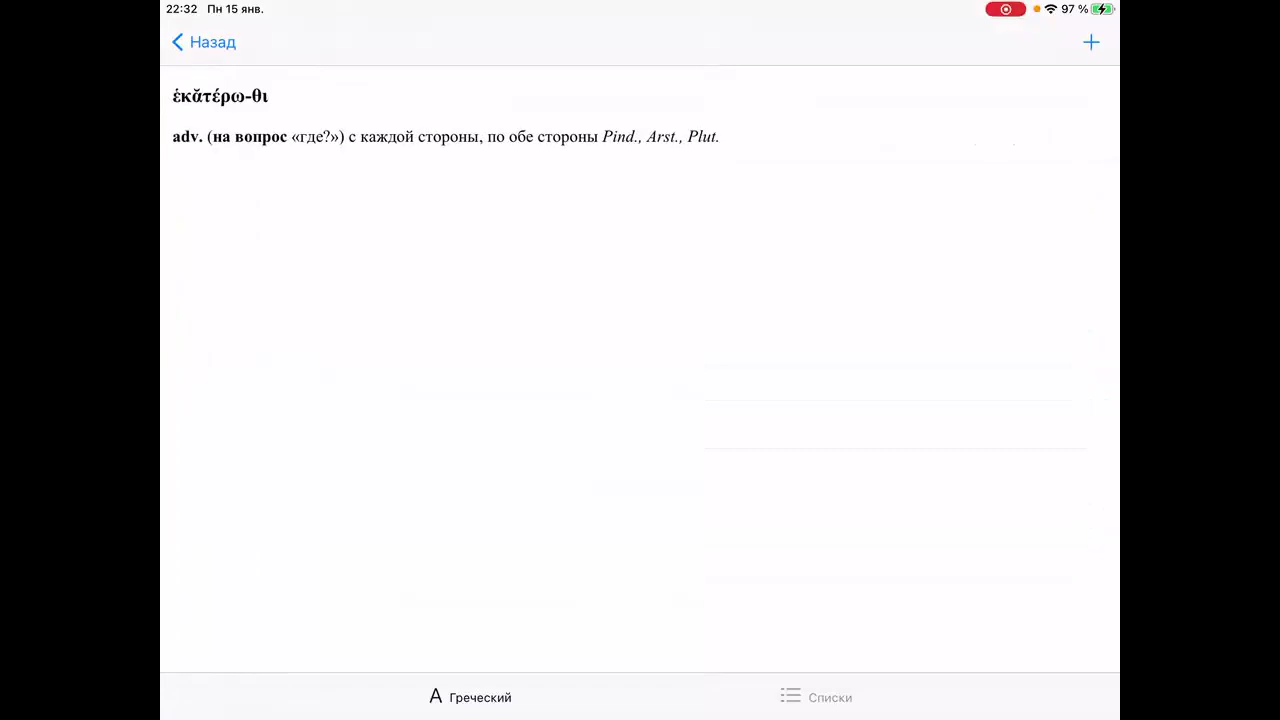 22:32 Пн 15 янв. 97 %
Назад
ἑκᾰτέρω-θι
adv. (на вопрос «где?») с каждой стороны, по обе стороны Pind., Arst., Plut.
A Греческий Списки